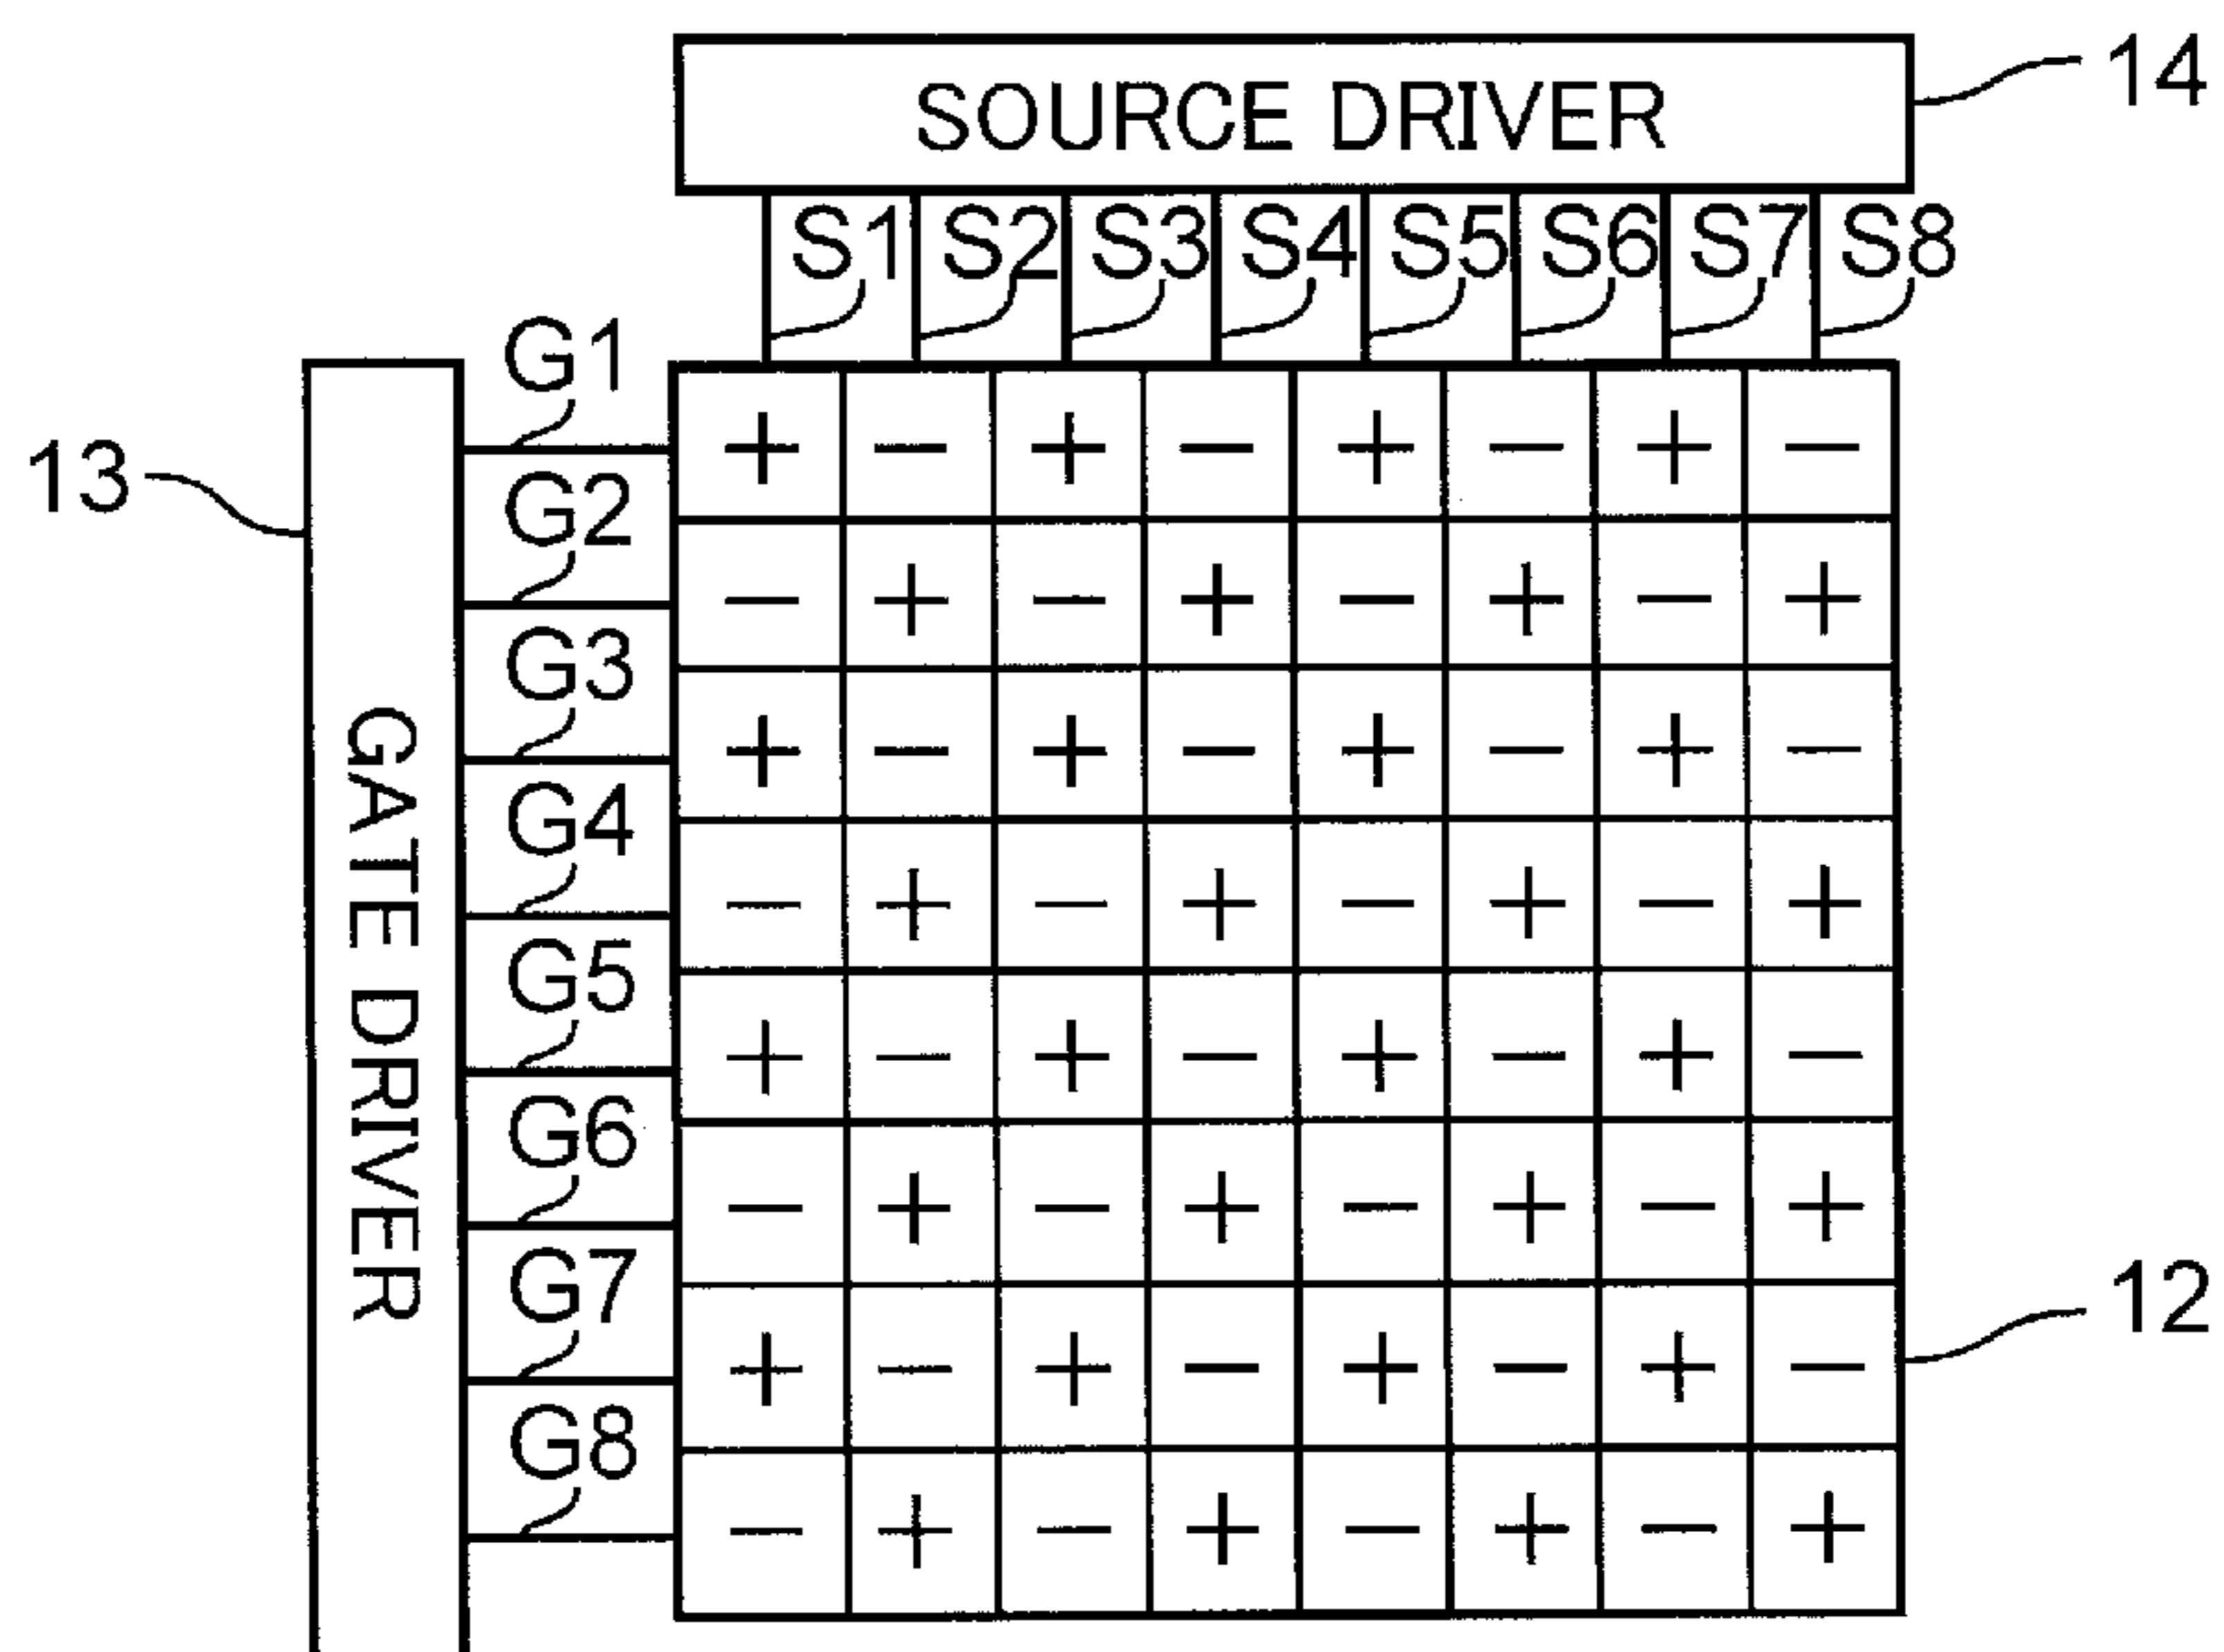 SOURCE DRIVER
14
S1 S2 S3 S4 S5 S6 S7 S8
G1
13
G2
G3
G4
G5
G6
G7
G8
GATE DRIVER
12
+ − + − + − + −
− + − + − + − +
+ − + − + − + −
− + − + − + − +
+ − + − + − + −
− + − + − + − +
+ − + − + − + −
− + − + − + − +